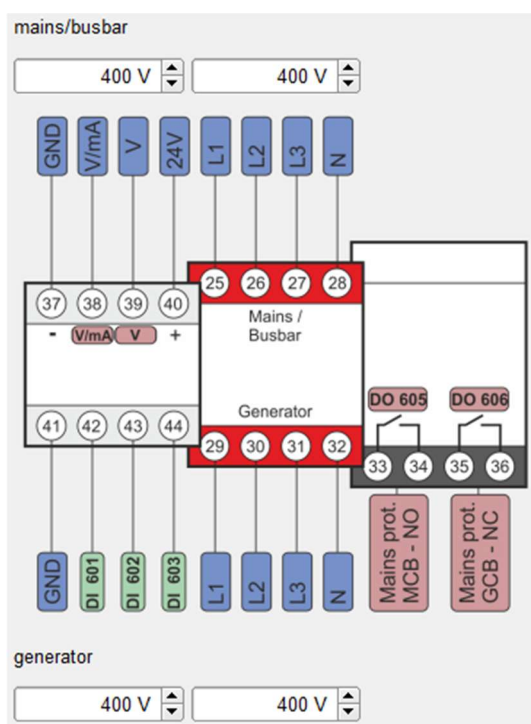 mains/busbar
400 V 400 V
GND V/mA V 24V L1 L2 L3 N
25 26 27 28
37 38 39 40
Mains /
Busbar
- V/mA V +
DO 605 DO 606
Generator
41 42 43 44
29 30 31 32
33 34 35 36
GND DI 601 DI 602 DI 603 L1 L2 L3 N
Mains prot.
MCB - NO
Mains prot.
GCB - NC
generator
400 V 400 V